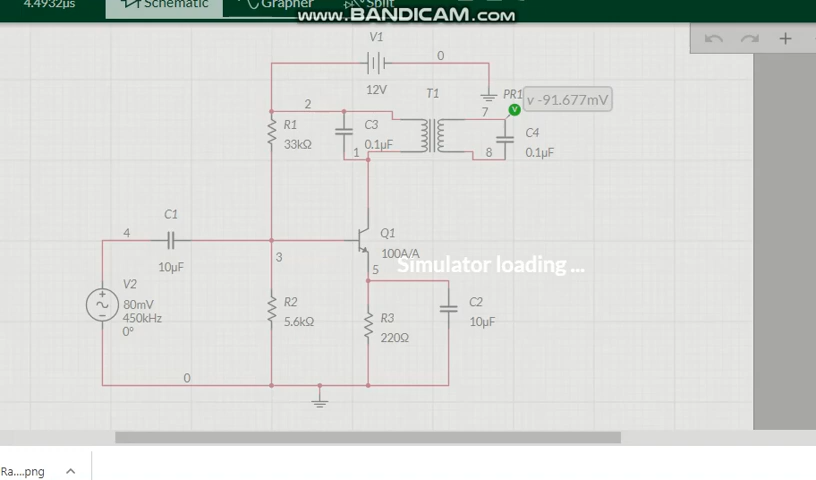 4.4932µs
Schematic
Grapher
Split
www.BANDICAM.com
V1
0
12V
PR1
v -91.677mV
T1
2
7
R1
33kΩ
C3
0.1µF
1
C4
0.1µF
8
C1
4
10µF
Q1
100A/A
3
5
Simulator loading ...
V2
80mV
450kHz
0°
R2
5.6kΩ
R3
220Ω
C2
10µF
0
Ra....png